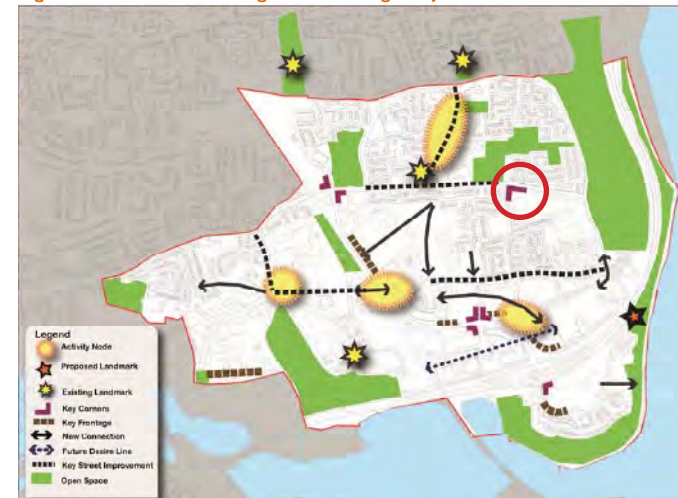 Legend
Activity Node
Proposed Landmark
Existing Landmark
Key Corners
Key Frontage
New Connection
Future Desire Line
Key Street Improvement
Open Space